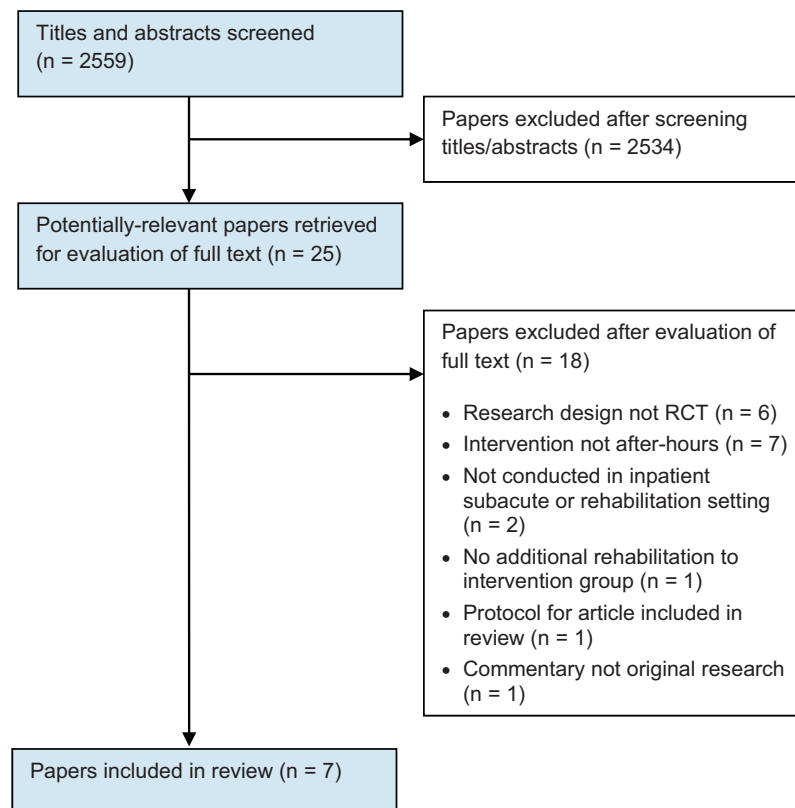 Titles and abstracts screened
(n = 2559)
Papers excluded after screening
titles/abstracts (n = 2534)
Potentially-relevant papers retrieved
for evaluation of full text (n = 25)
Papers excluded after evaluation of
full text (n = 18)
• Research design not RCT (n = 6)
• Intervention not after-hours (n = 7)
• Not conducted in inpatient
subacute or rehabilitation setting
(n = 2)
• No additional rehabilitation to
intervention group (n = 1)
• Protocol for article included in
review (n = 1)
• Commentary not original research
(n = 1)
Papers included in review (n = 7)